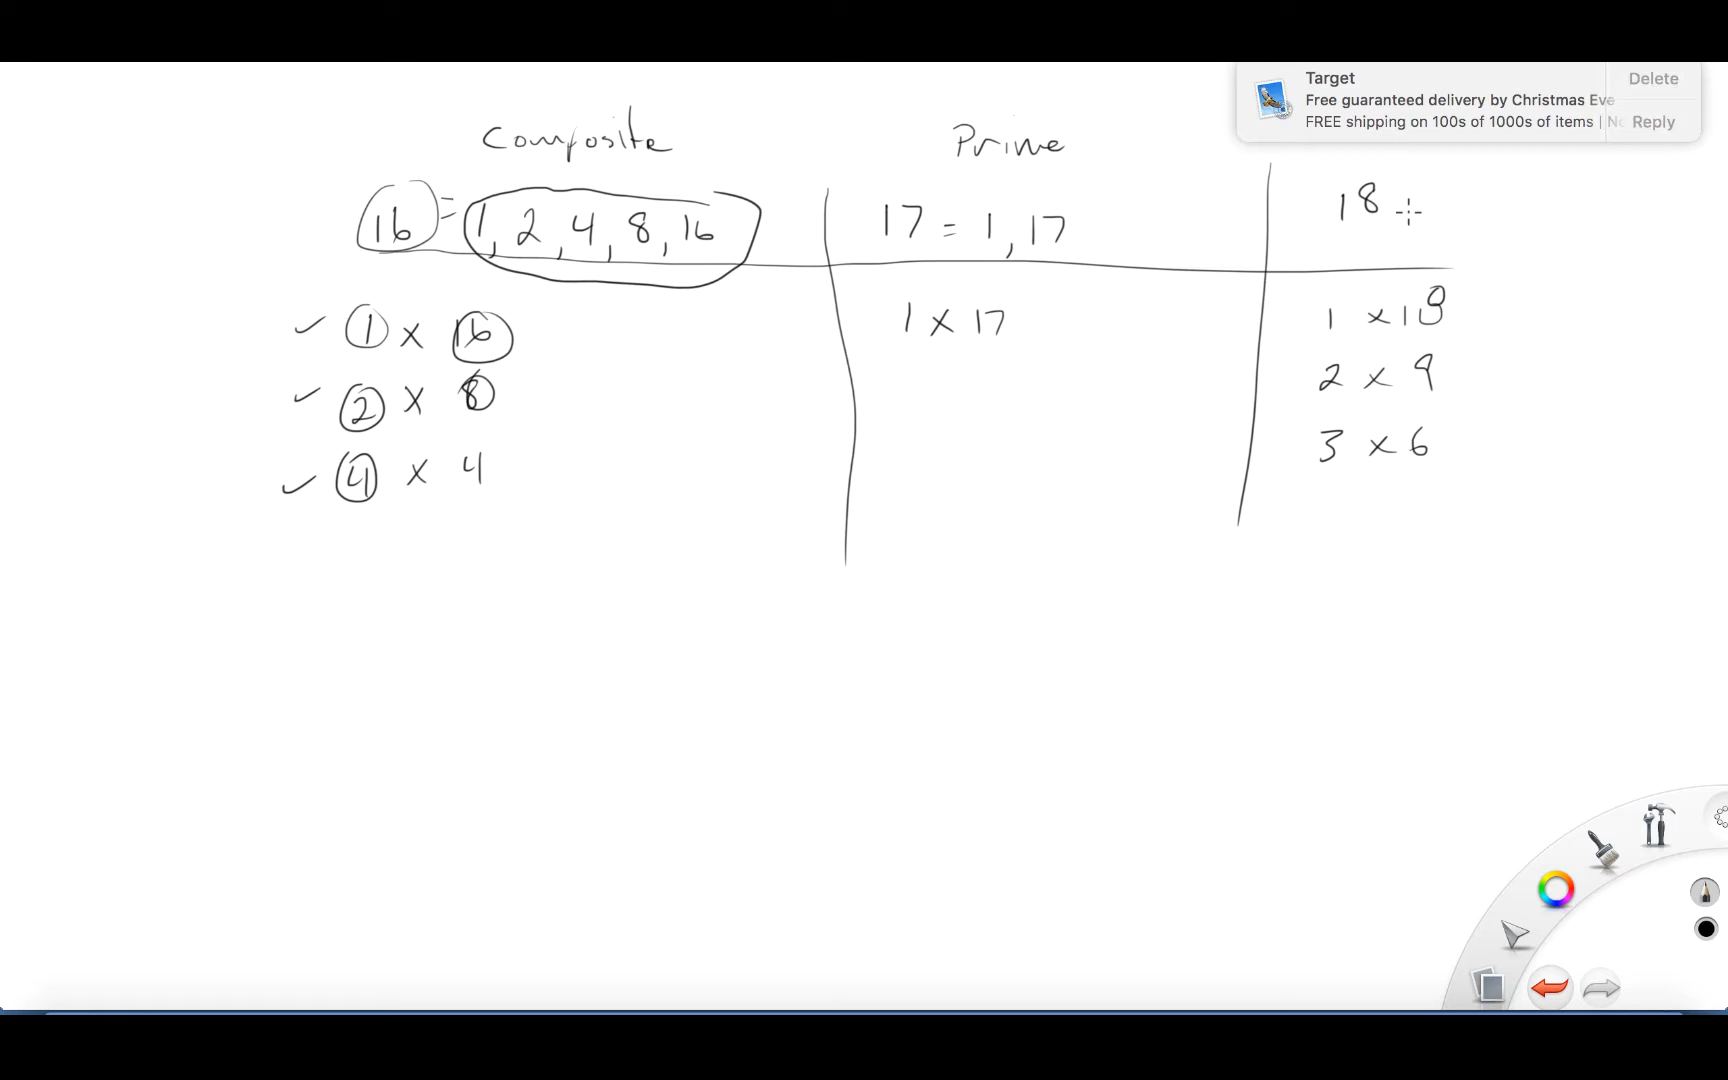 Target
Delete
Free guaranteed delivery by Christmas Eve
FREE shipping on 100s of 1000s of items |
Reply
Composite
Prime
16 = 1, 2, 4, 8, 16
17 = 1, 17
18
1 x 16
1 x 17
1 x 18
2 x 8
2 x 9
4 x 4
3 x 6